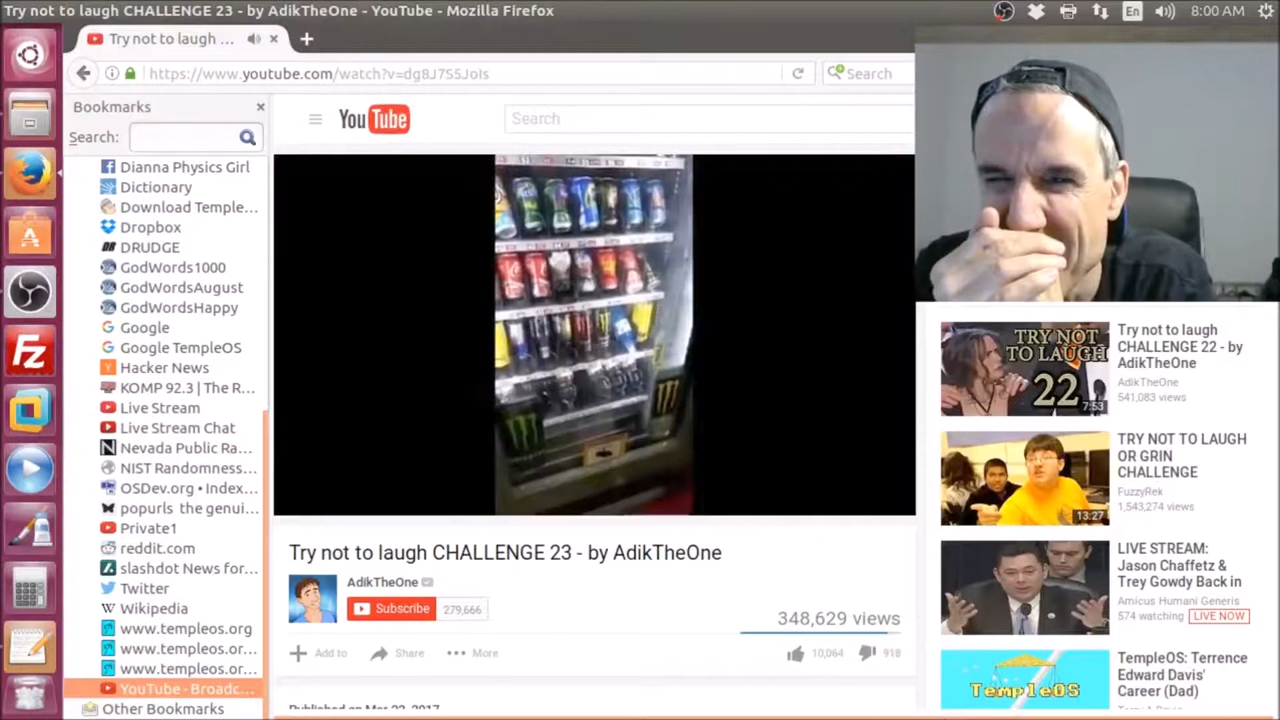 Try not to laugh CHALLENGE 23 - by AdikTheOne - YouTube - Mozilla Firefox
En
8:00 AM
Try not to laugh ...
https://www.youtube.com/watch?v=dg8J7S5JoIs
Search
Bookmarks
Search:
Dianna Physics Girl
Dictionary
Download Temple...
Dropbox
DRUDGE
GodWords1000
GodWordsAugust
GodWordsHappy
Google
Google TempleOS
Hacker News
KOMP 92.3 | The R...
Live Stream
Live Stream Chat
Nevada Public Ra...
NIST Randomness...
OSDev.org • Index...
popurls the genui...
Private1
reddit.com
slashdot News for...
Twitter
Wikipedia
www.templeos.org
www.templeos.or...
www.templeos.or...
YouTube - Broadc...
Other Bookmarks
YouTube
Search
Try not to laugh CHALLENGE 23 - by AdikTheOne
AdikTheOne
Subscribe
279,666
348,629 views
Add to
Share
More
10,064
918
Published on Mar 22, 2017
TRY NOT
TO LAUGH
22
7:53
Try not to laugh
CHALLENGE 22 - by
AdikTheOne
AdikTheOne
541,083 views
13:27
TRY NOT TO LAUGH
OR GRIN
CHALLENGE
FuzzyRek
1,543,274 views
LIVE STREAM:
Jason Chaffetz &
Trey Gowdy Back in
Amicus Humani Generis
574 watching
LIVE NOW
TempleOS
TempleOS: Terrence
Edward Davis'
Career (Dad)